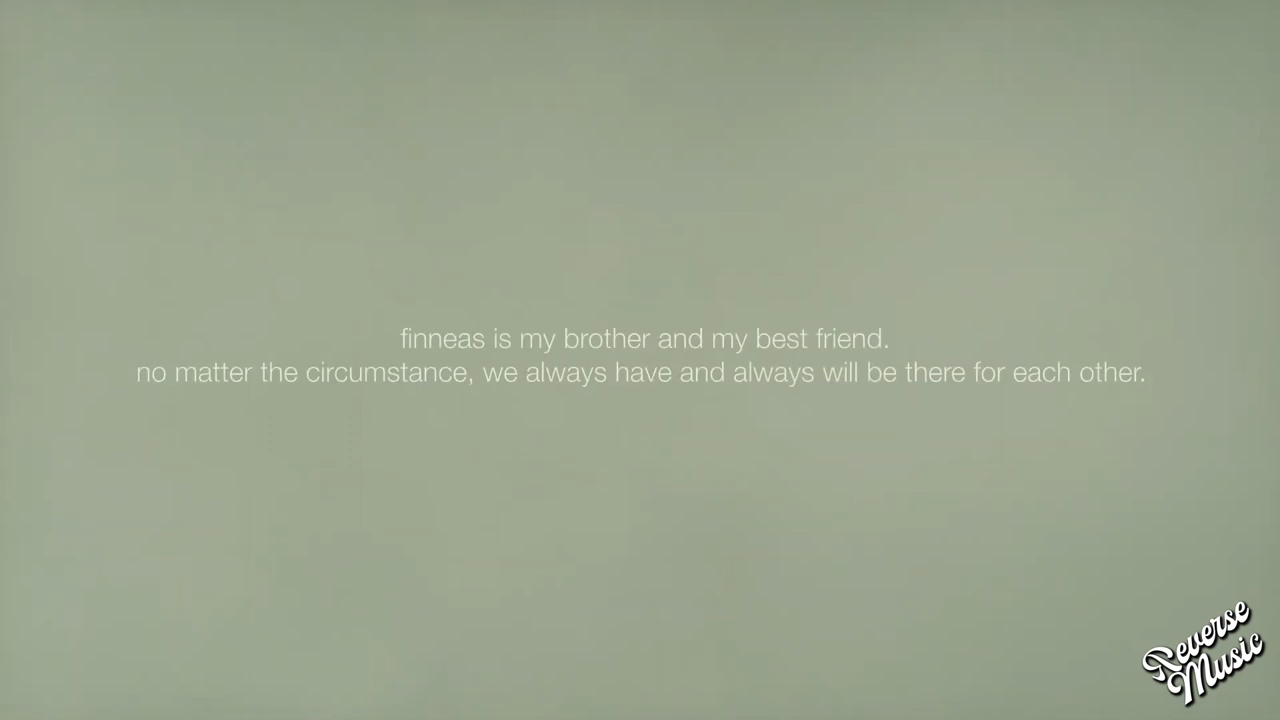 finneas is my brother and my best friend.
no matter the circumstance, we always have and always will be there for each other.
Reverse
Music